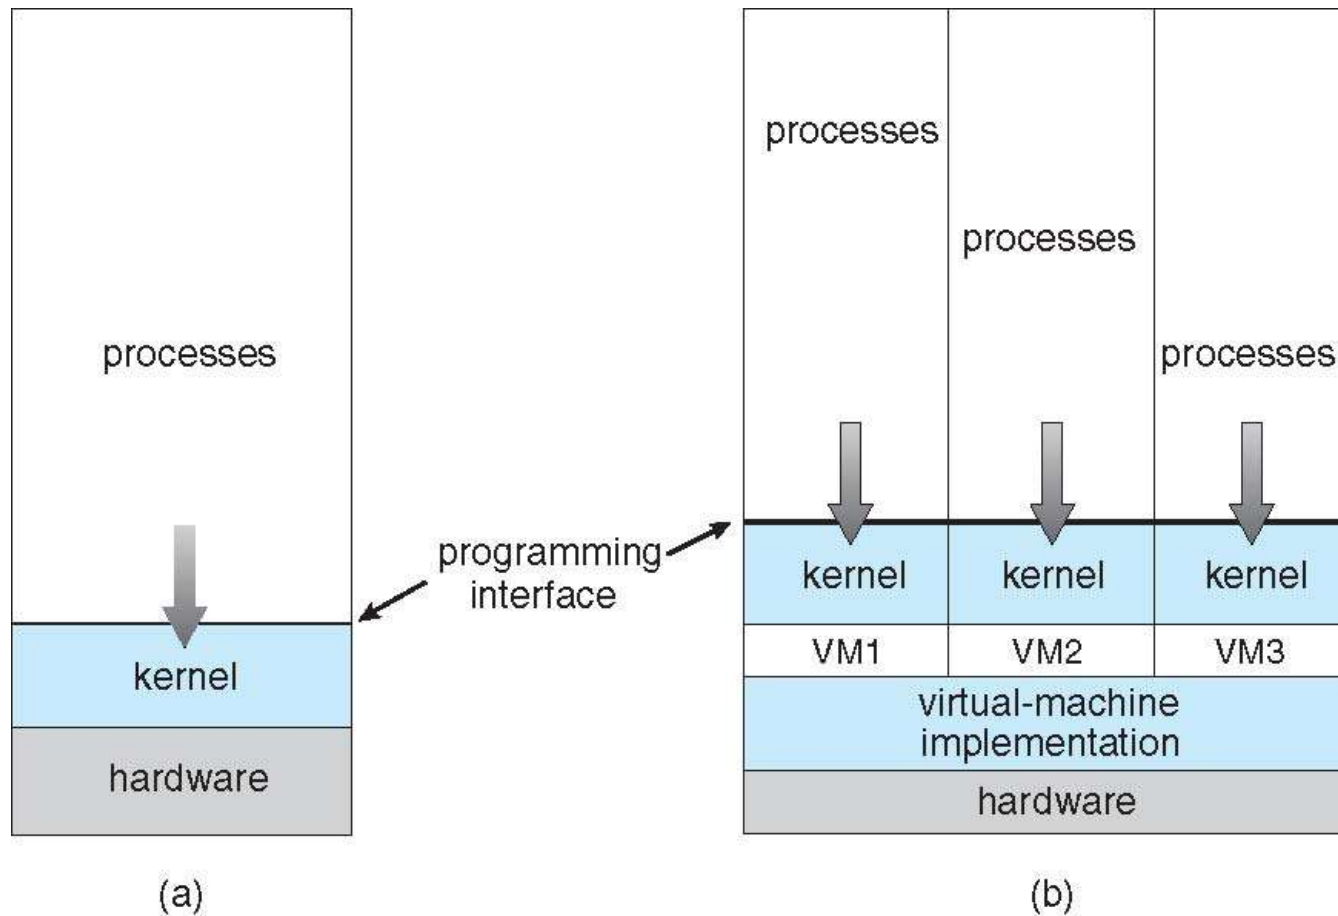 processes
kernel
hardware
(a)
programming
interface
processes
processes
processes
kernel
kernel
kernel
VM1
VM2
VM3
virtual-machine
implementation
hardware
(b)